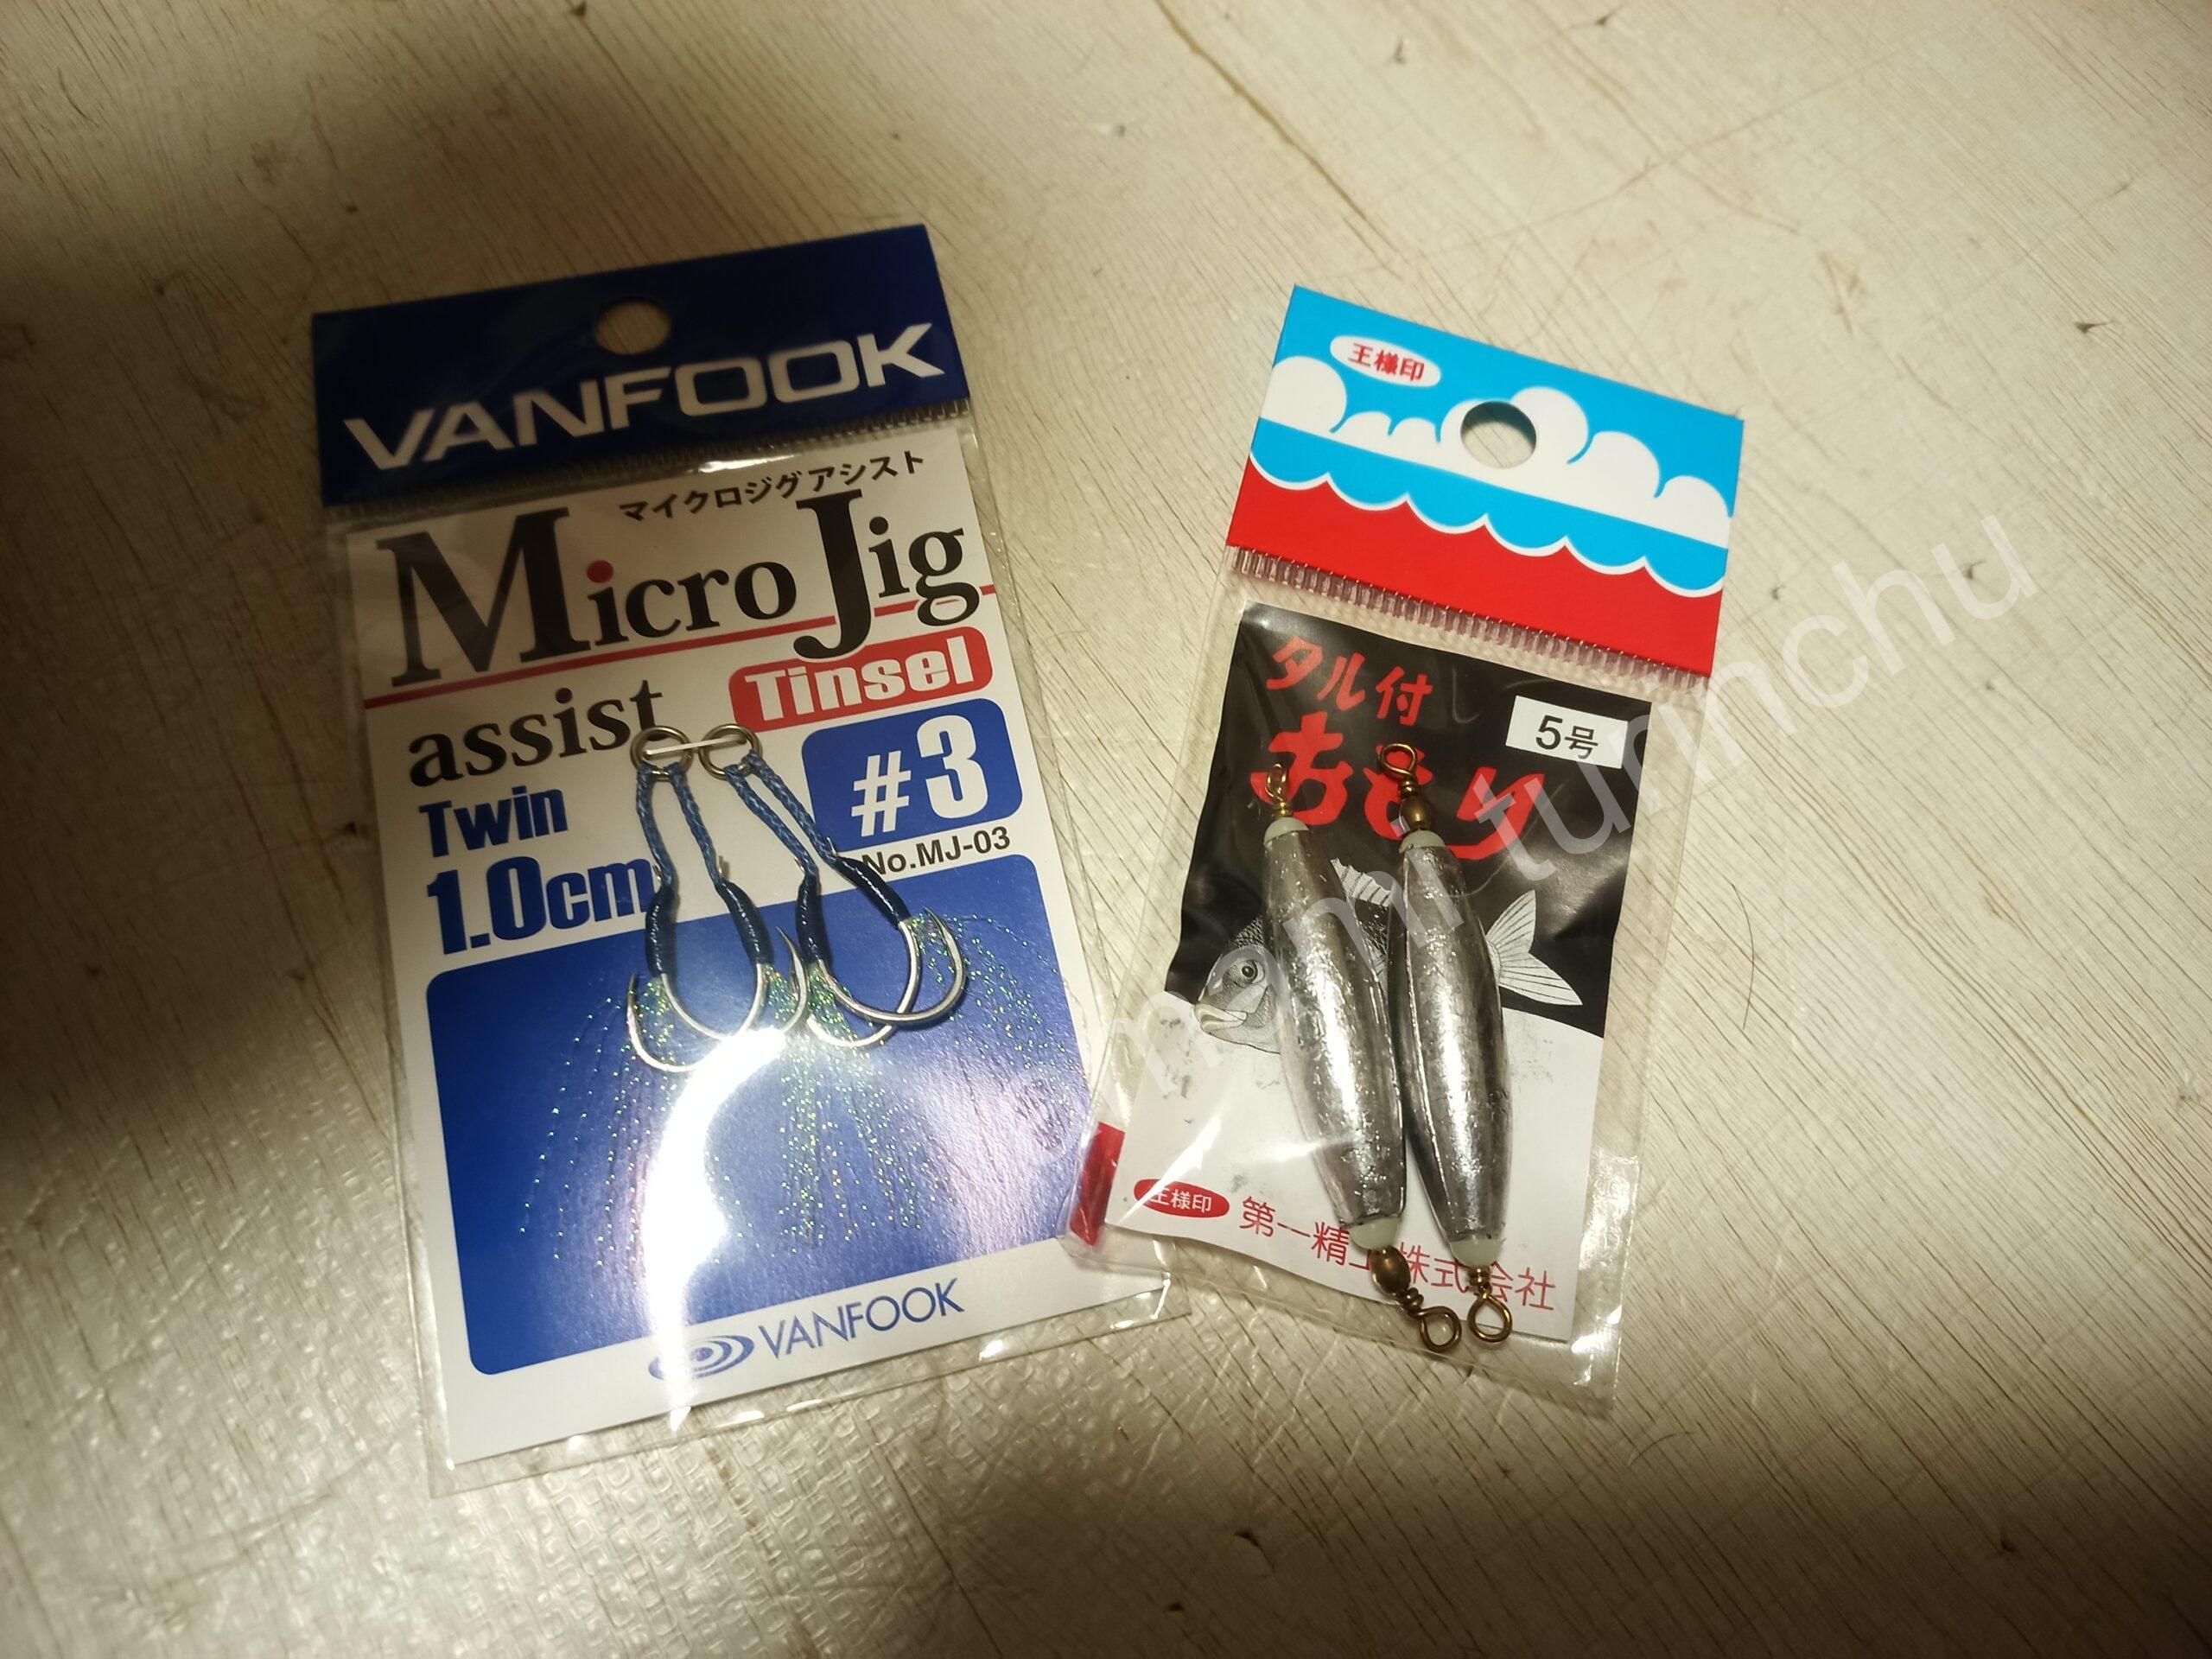 VANFOOK
マイクロジグアシスト
MicroJig
assist
Tinsel
Twin
1.0cm
#3
No.MJ-03
VANFOOK
王様印
タル付
おもり
5号
王様印
第一精工株式会社